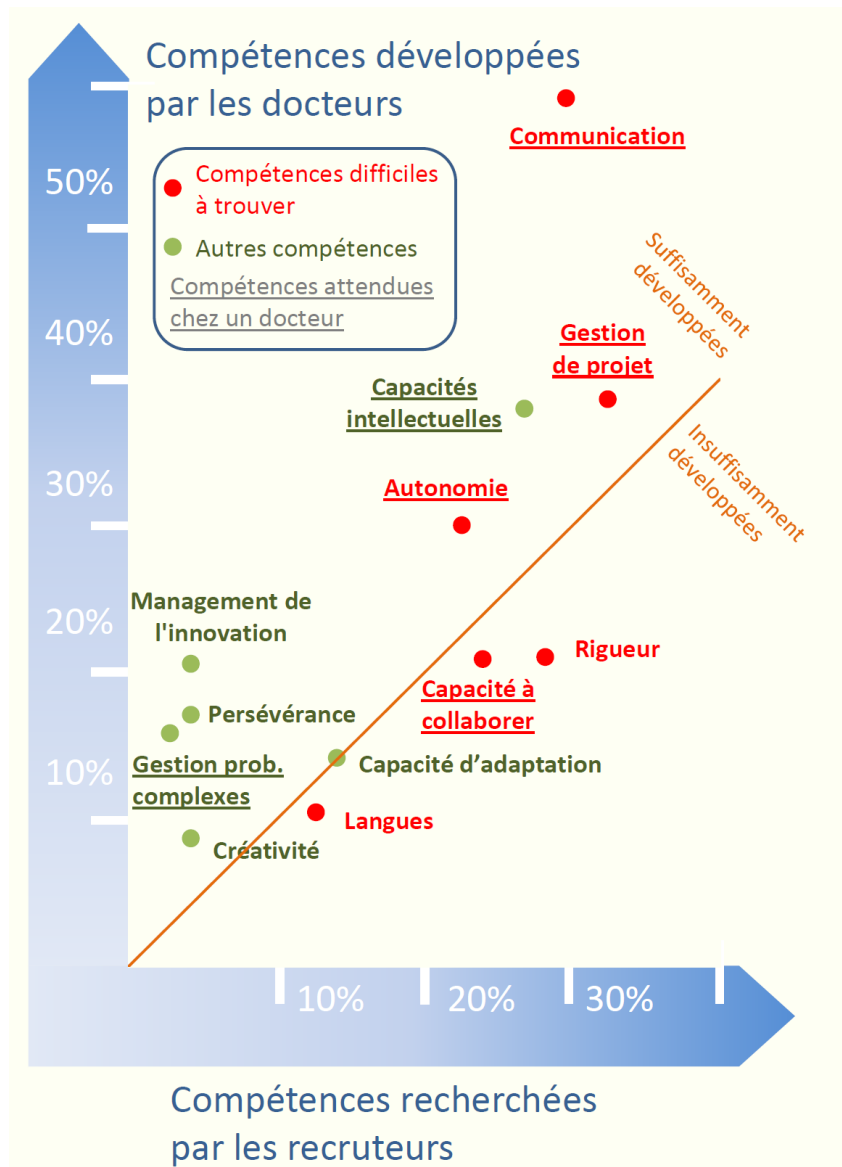 Compétences développées
par les docteurs
Compétences difficiles
à trouver
Autres compétences
Compétences attendues
chez un docteur
50%
40%
30%
20%
10%
Communication
Suffisamment
développées
Gestion
de projet
Capacités
intellectuelles
Insuffisamment
développées
Autonomie
Management de
l'innovation
Rigueur
Capacité à
collaborer
Persévérance
Gestion prob.
complexes
Capacité d’adaptation
Langues
Créativité
10%
20%
30%
Compétences recherchées
par les recruteurs